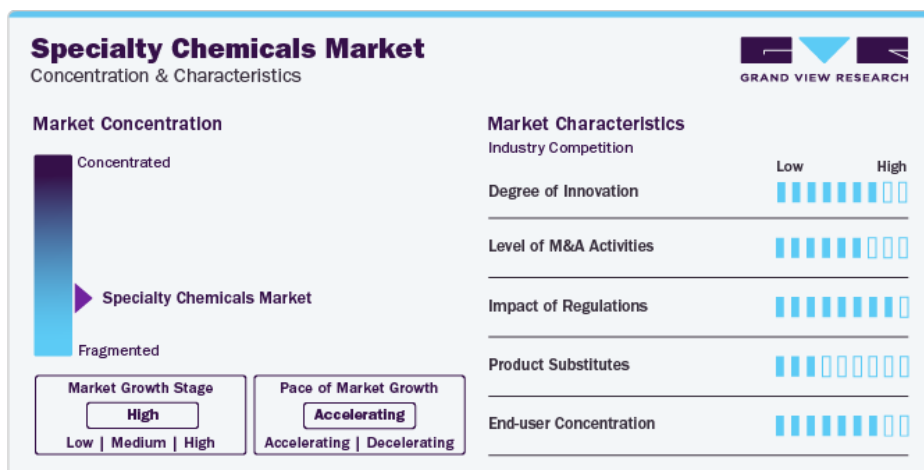 Specialty Chemicals Market
Concentration & Characteristics
GRAND VIEW RESEARCH
Market Concentration
Concentrated
Specialty Chemicals Market
Fragmented
Market Growth Stage
High
Low | Medium | High
Pace of Market Growth
Accelerating
Accelerating | Decelerating
Market Characteristics
Industry Competition
Low High
Degree of Innovation
Level of M&A Activities
Impact of Regulations
Product Substitutes
End-user Concentration